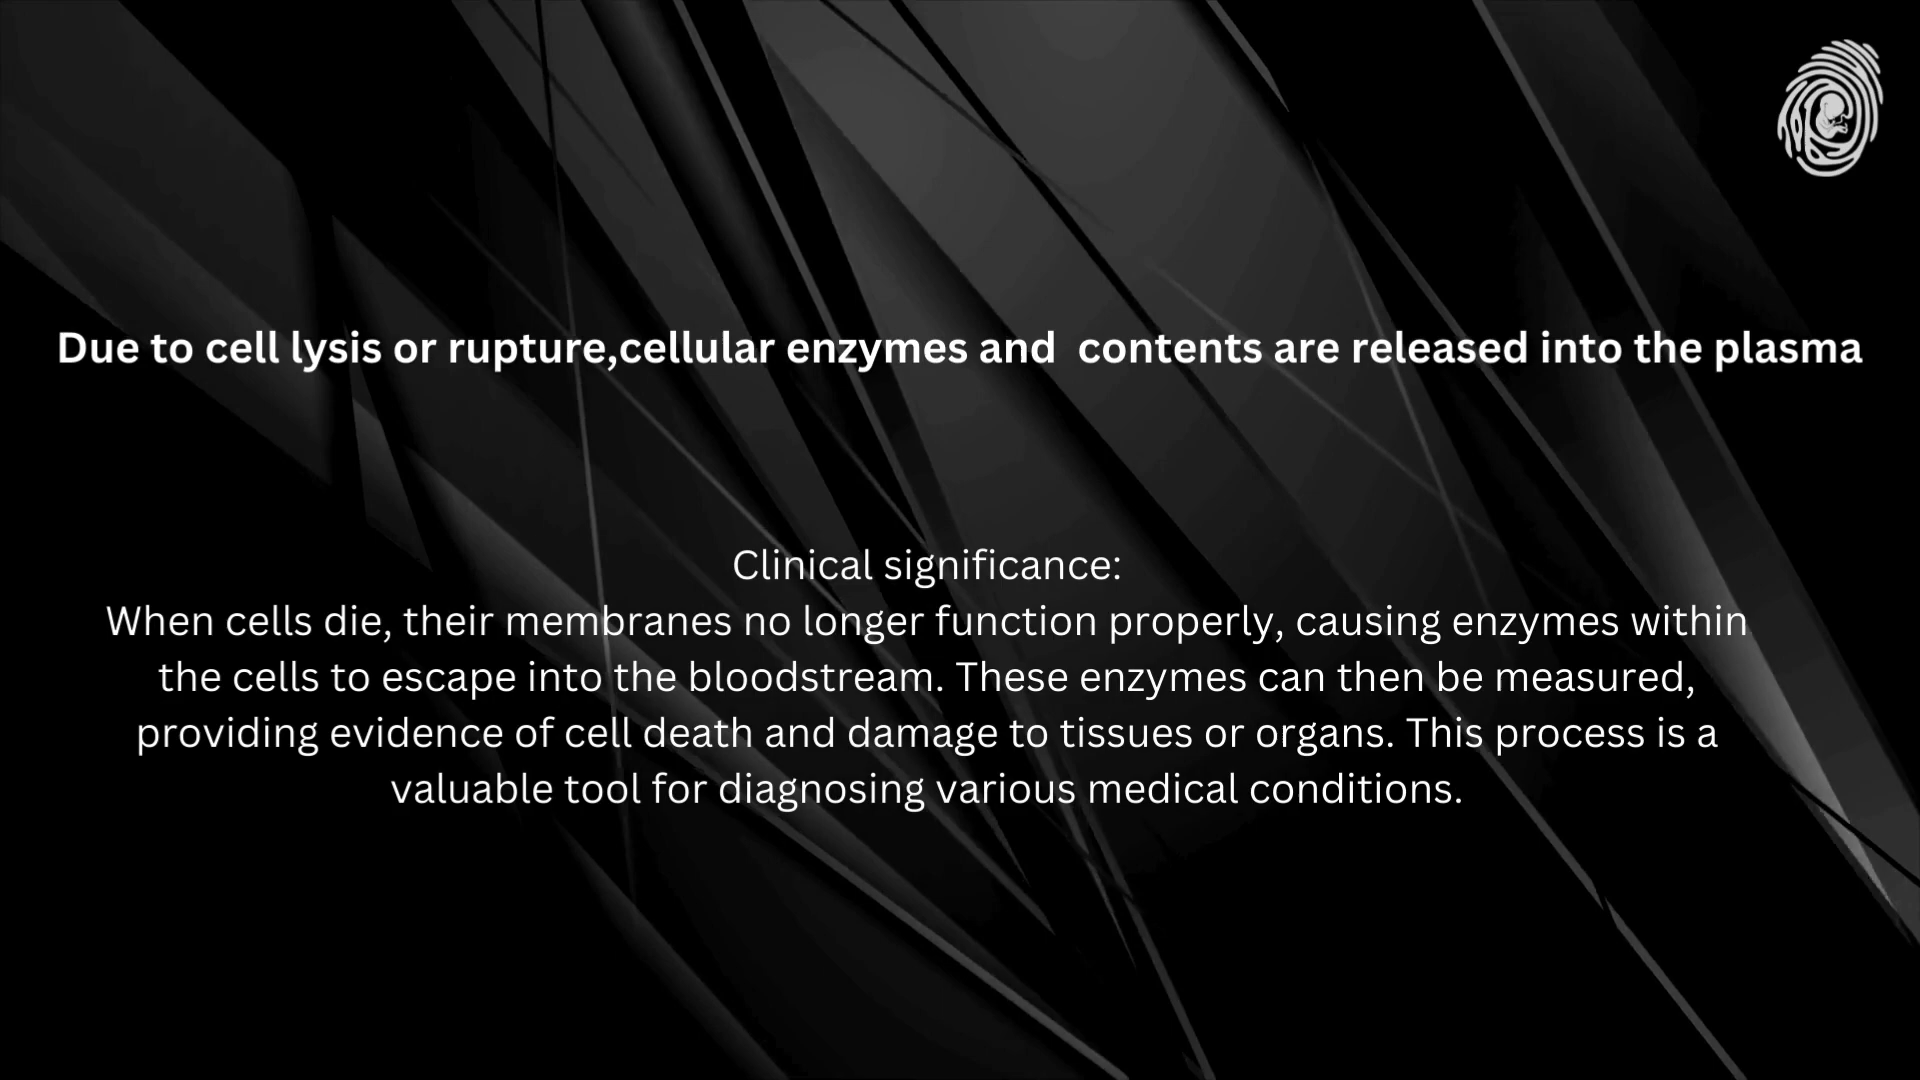 Due to cell lysis or rupture,cellular enzymes and  contents are released into the plasma
Clinical significance:
When cells die, their membranes no longer function properly, causing enzymes within
the cells to escape into the bloodstream. These enzymes can then be measured,
providing evidence of cell death and damage to tissues or organs. This process is a
valuable tool for diagnosing various medical conditions.